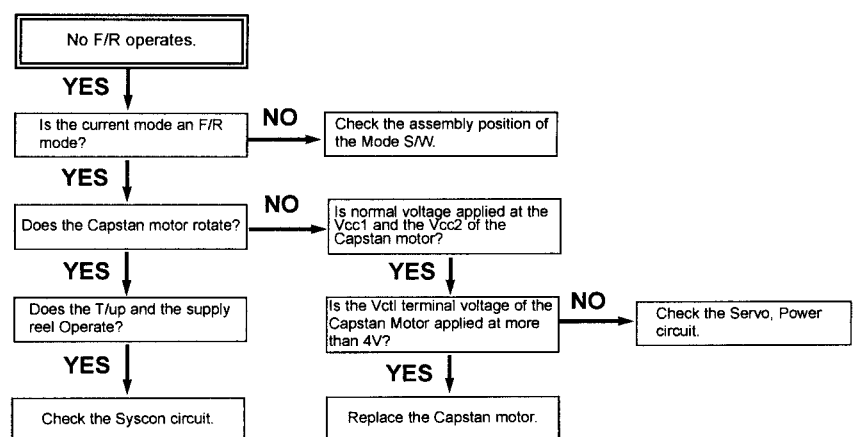 No F/R operates.
YES
Is the current mode an F/R
mode?
NO
Check the assembly position of
the Mode S/W.
YES
Does the Capstan motor rotate?
NO
Is normal voltage applied at the
Vcc1 and the Vcc2 of the
Capstan motor?
YES
YES
Does the T/up and the supply
reel Operate?
Is the Vctl terminal voltage of the
Capstan Motor applied at more
than 4V?
NO
Check the Servo, Power
circuit.
YES
YES
Check the Syscon circuit.
Replace the Capstan motor.